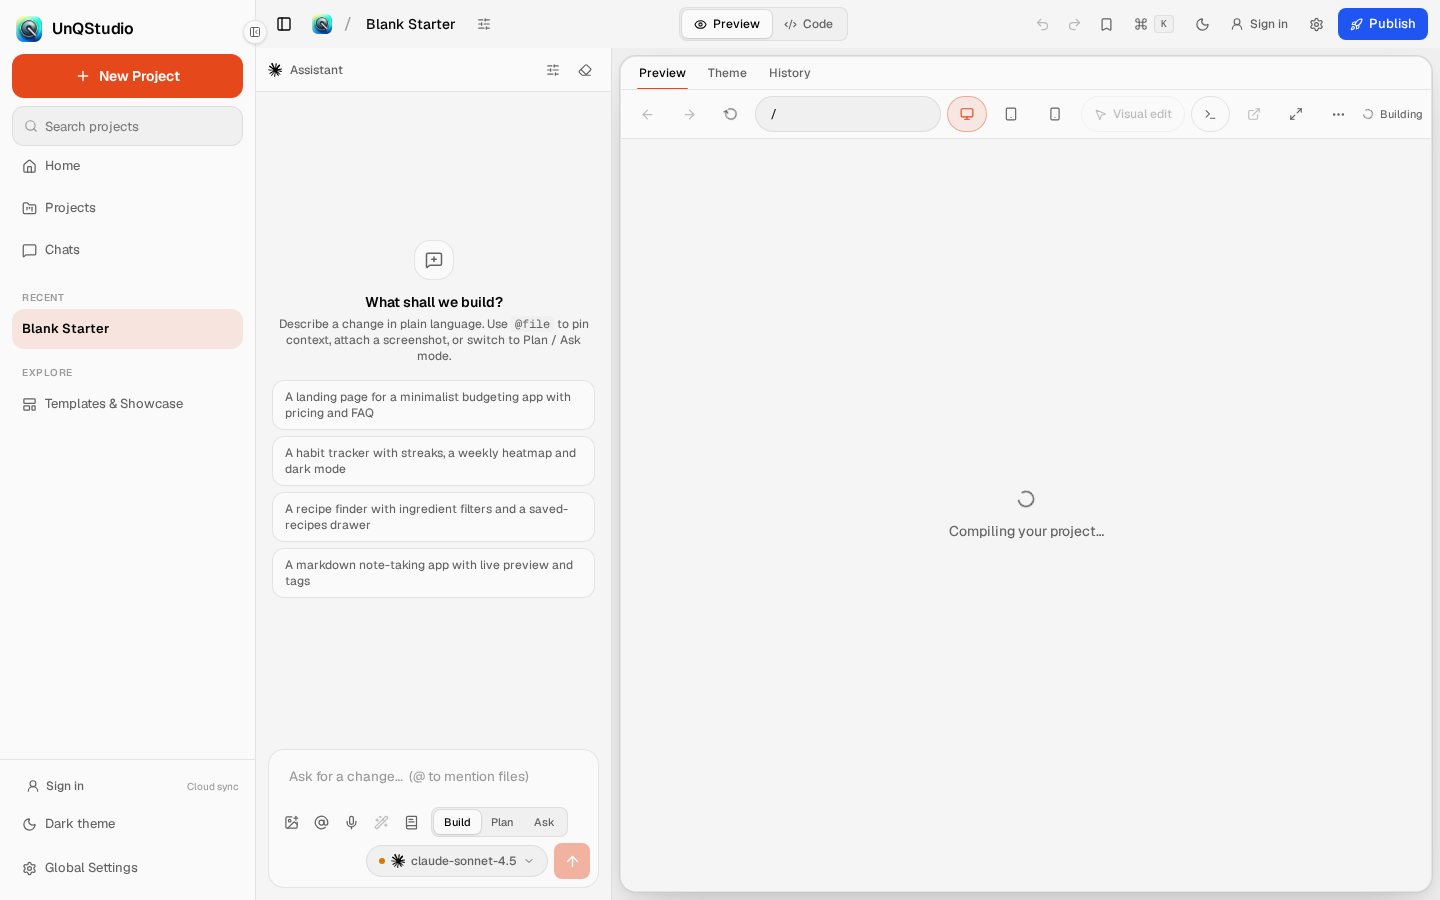 UnQStudio
New Project
Search projects
Home
Projects
Chats
RECENT
Blank Starter
EXPLORE
Templates & Showcase
Sign in
Cloud sync
Dark theme
Global Settings
/
Blank Starter
Preview
Code
⌘ K
Sign in
Publish
Assistant
What shall we build?
Describe a change in plain language. Use @file to pin
context, attach a screenshot, or switch to Plan / Ask
mode.
A landing page for a minimalist budgeting app with
pricing and FAQ
A habit tracker with streaks, a weekly heatmap and
dark mode
A recipe finder with ingredient filters and a saved-
recipes drawer
A markdown note-taking app with live preview and
tags
Ask for a change... (@ to mention files)
Build
Plan
Ask
claude-sonnet-4.5
Preview
Theme
History
/
Visual edit
Building
Compiling your project...